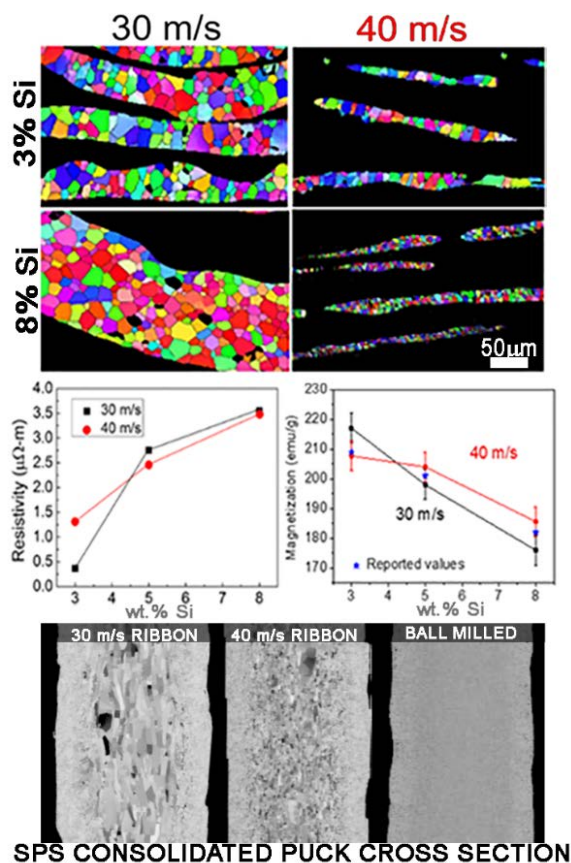 30 m/s 40 m/s
3% Si
8% Si
50μm
Resistivity (μΩ-m)
4.0
3.5
3.0
2.5
2.0
1.5
1.0
0.5
0.0
30 m/s
40 m/s
3 4 5 6 7 8
wt.% Si
Magnetization (emu/g)
230
220
210
200
190
180
170
40 m/s
30 m/s
Reported values
3 4 5 6 7 8
wt.% Si
30 m/s RIBBON 40 m/s RIBBON BALL MILLED
SPS CONSOLIDATED PUCK CROSS SECTION